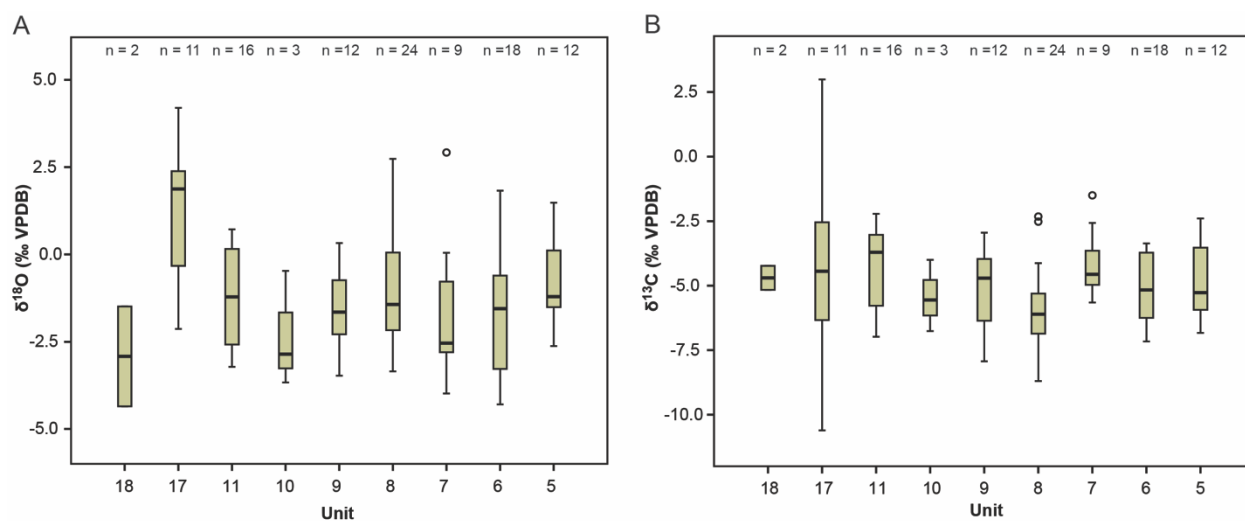 A
n = 2 n = 11 n = 16 n = 3 n =12 n = 24 n = 9 n =18 n = 12
5.0
2.5
0.0
-2.5
-5.0
δ¹⁸O (‰ VPDB)
18 17 11 10 9 8 7 6 5
Unit
B
n = 2 n = 11 n = 16 n = 3 n =12 n = 24 n = 9 n =18 n = 12
2.5
0.0
-2.5
-5.0
-7.5
-10.0
δ¹³C (‰ VPDB)
18 17 11 10 9 8 7 6 5
Unit